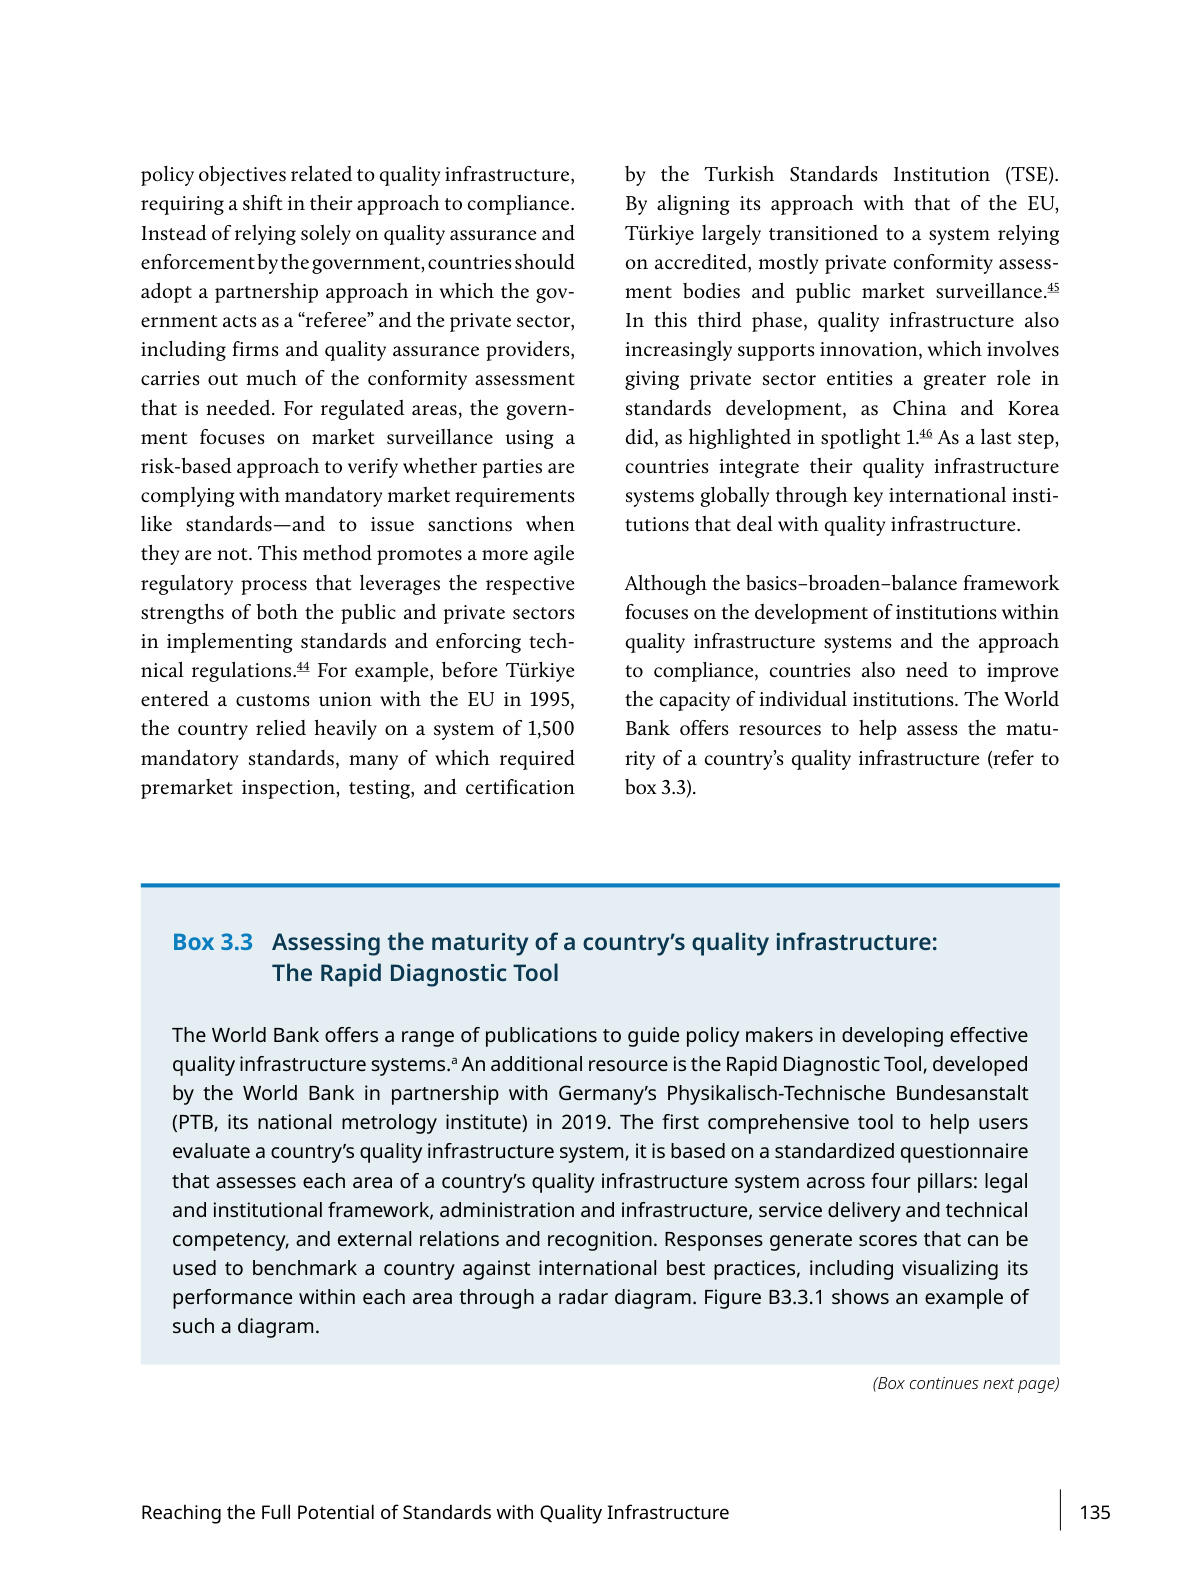 policy objectives related to quality infrastructure,
requiring a shift in their approach to compliance.
Instead of relying solely on quality assurance and
enforcement by the government, countries should
adopt a partnership approach in which the gov-
ernment acts as a “referee” and the private sector,
including firms and quality assurance providers,
carries out much of the conformity assessment
that is needed. For regulated areas, the govern-
ment focuses on market surveillance using a
risk-based approach to verify whether parties are
complying with mandatory market requirements
like standards—and to issue sanctions when
they are not. This method promotes a more agile
regulatory process that leverages the respective
strengths of both the public and private sectors
in implementing standards and enforcing tech-
nical regulations.44 For example, before Türkiye
entered a customs union with the EU in 1995,
the country relied heavily on a system of 1,500
mandatory standards, many of which required
premarket inspection, testing, and certification
by the Turkish Standards Institution (TSE).
By aligning its approach with that of the EU,
Türkiye largely transitioned to a system relying
on accredited, mostly private conformity assess-
ment bodies and public market surveillance.45
In this third phase, quality infrastructure also
increasingly supports innovation, which involves
giving private sector entities a greater role in
standards development, as China and Korea
did, as highlighted in spotlight 1.46 As a last step,
countries integrate their quality infrastructure
systems globally through key international insti-
tutions that deal with quality infrastructure.
Although the basics–broaden–balance framework
focuses on the development of institutions within
quality infrastructure systems and the approach
to compliance, countries also need to improve
the capacity of individual institutions. The World
Bank offers resources to help assess the matu-
rity of a country’s quality infrastructure (refer to
box 3.3).
Box 3.3 Assessing the maturity of a country’s quality infrastructure:
The Rapid Diagnostic Tool
The World Bank offers a range of publications to guide policy makers in developing effective
quality infrastructure systems.a An additional resource is the Rapid Diagnostic Tool, developed
by the World Bank in partnership with Germany’s Physikalisch-Technische Bundesanstalt
(PTB, its national metrology institute) in 2019. The first comprehensive tool to help users
evaluate a country’s quality infrastructure system, it is based on a standardized questionnaire
that assesses each area of a country’s quality infrastructure system across four pillars: legal
and institutional framework, administration and infrastructure, service delivery and technical
competency, and external relations and recognition. Responses generate scores that can be
used to benchmark a country against international best practices, including visualizing its
performance within each area through a radar diagram. Figure B3.3.1 shows an example of
such a diagram.
(Box continues next page)
Reaching the Full Potential of Standards with Quality Infrastructure
135